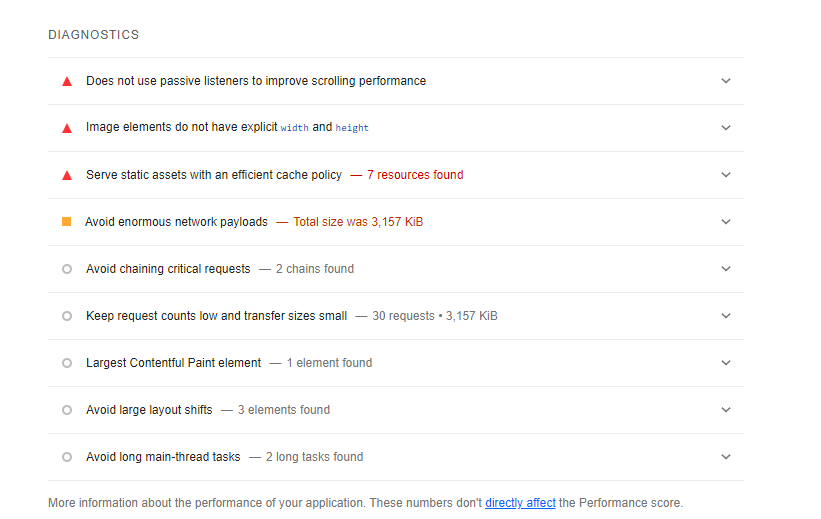 DIAGNOSTICS
Does not use passive listeners to improve scrolling performance
Image elements do not have explicit width and height
Serve static assets with an efficient cache policy — 7 resources found
Avoid enormous network payloads — Total size was 3,157 KiB
Avoid chaining critical requests — 2 chains found
Keep request counts low and transfer sizes small — 30 requests • 3,157 KiB
Largest Contentful Paint element — 1 element found
Avoid large layout shifts — 3 elements found
Avoid long main-thread tasks — 2 long tasks found
More information about the performance of your application. These numbers don't directly affect the Performance score.